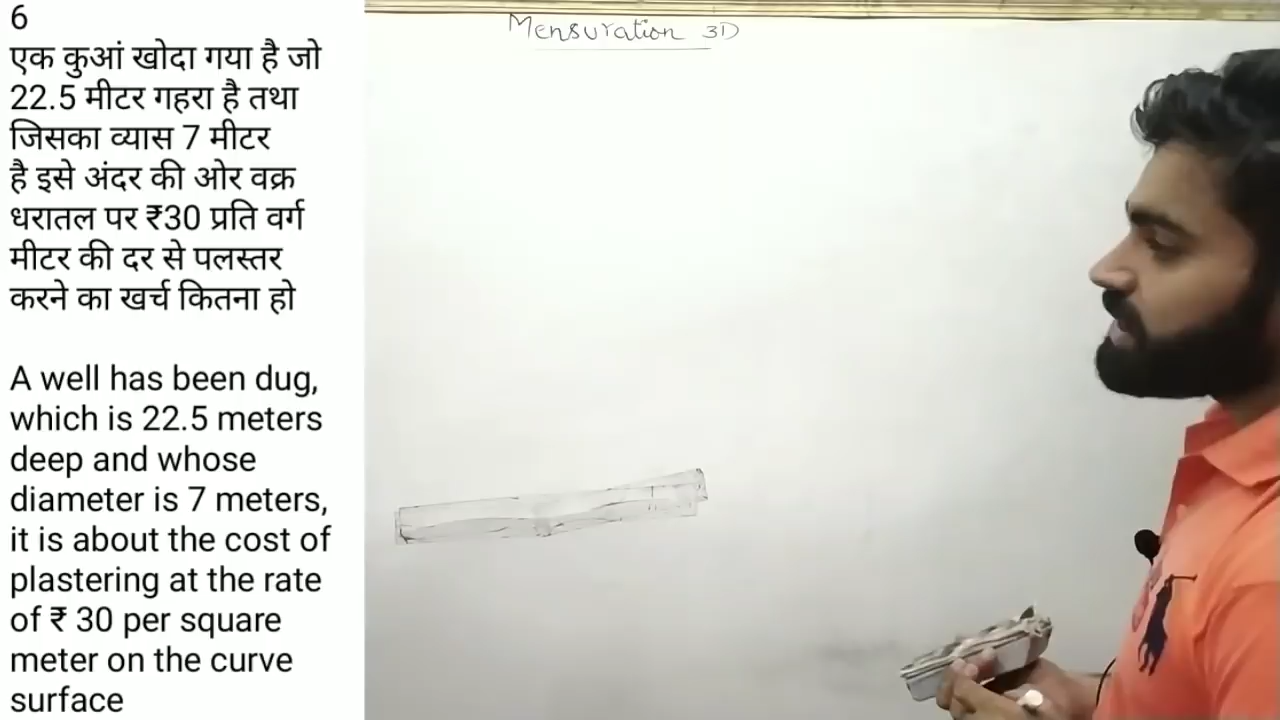 6
एक कुआं खोदा गया है जो
22.5 मीटर गहरा है तथा
जिसका व्यास 7 मीटर
है इसे अंदर की ओर वक्र
धरातल पर ₹30 प्रति वर्ग
मीटर की दर से पलस्तर
करने का खर्च कितना हो
A well has been dug,
which is 22.5 meters
deep and whose
diameter is 7 meters,
it is about the cost of
plastering at the rate
of ₹ 30 per square
meter on the curve
surface
Mensuration 3D